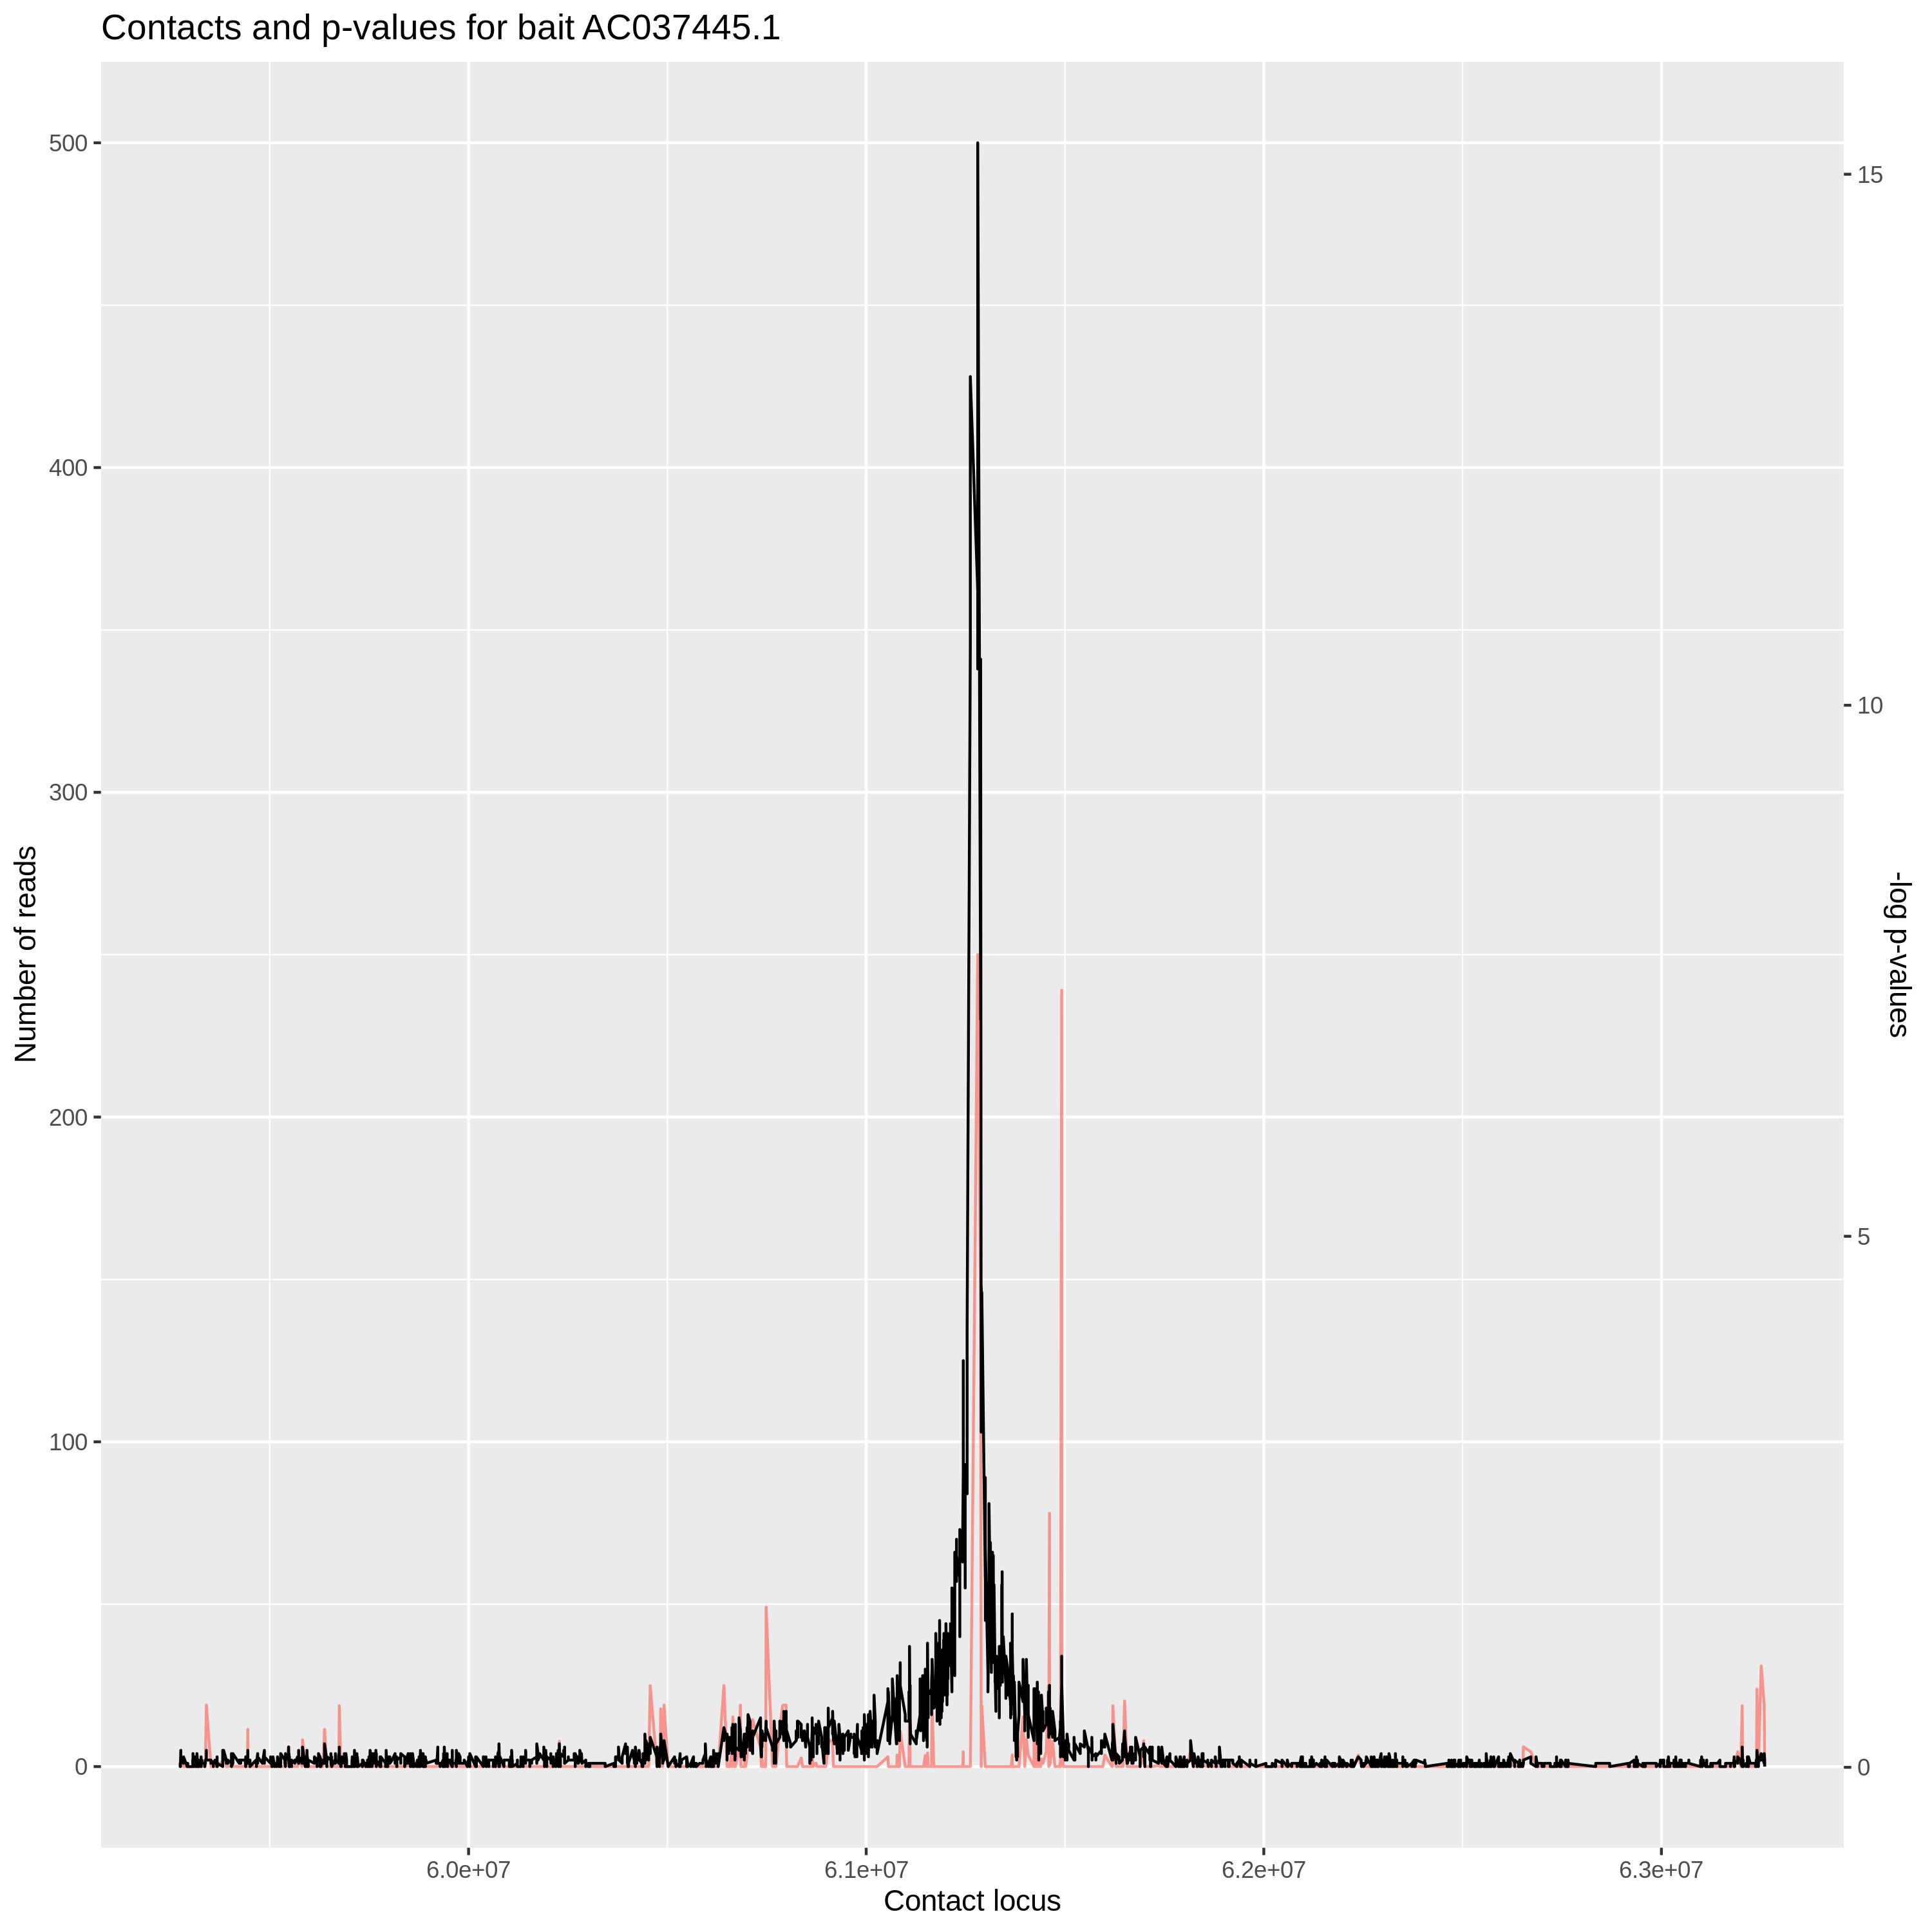 Contacts and p-values for bait AC037445.1
500
400
300
200
100
0
Number of reads
15
10
5
0
-log p-values
6.0e+07
6.1e+07
6.2e+07
6.3e+07
Contact locus